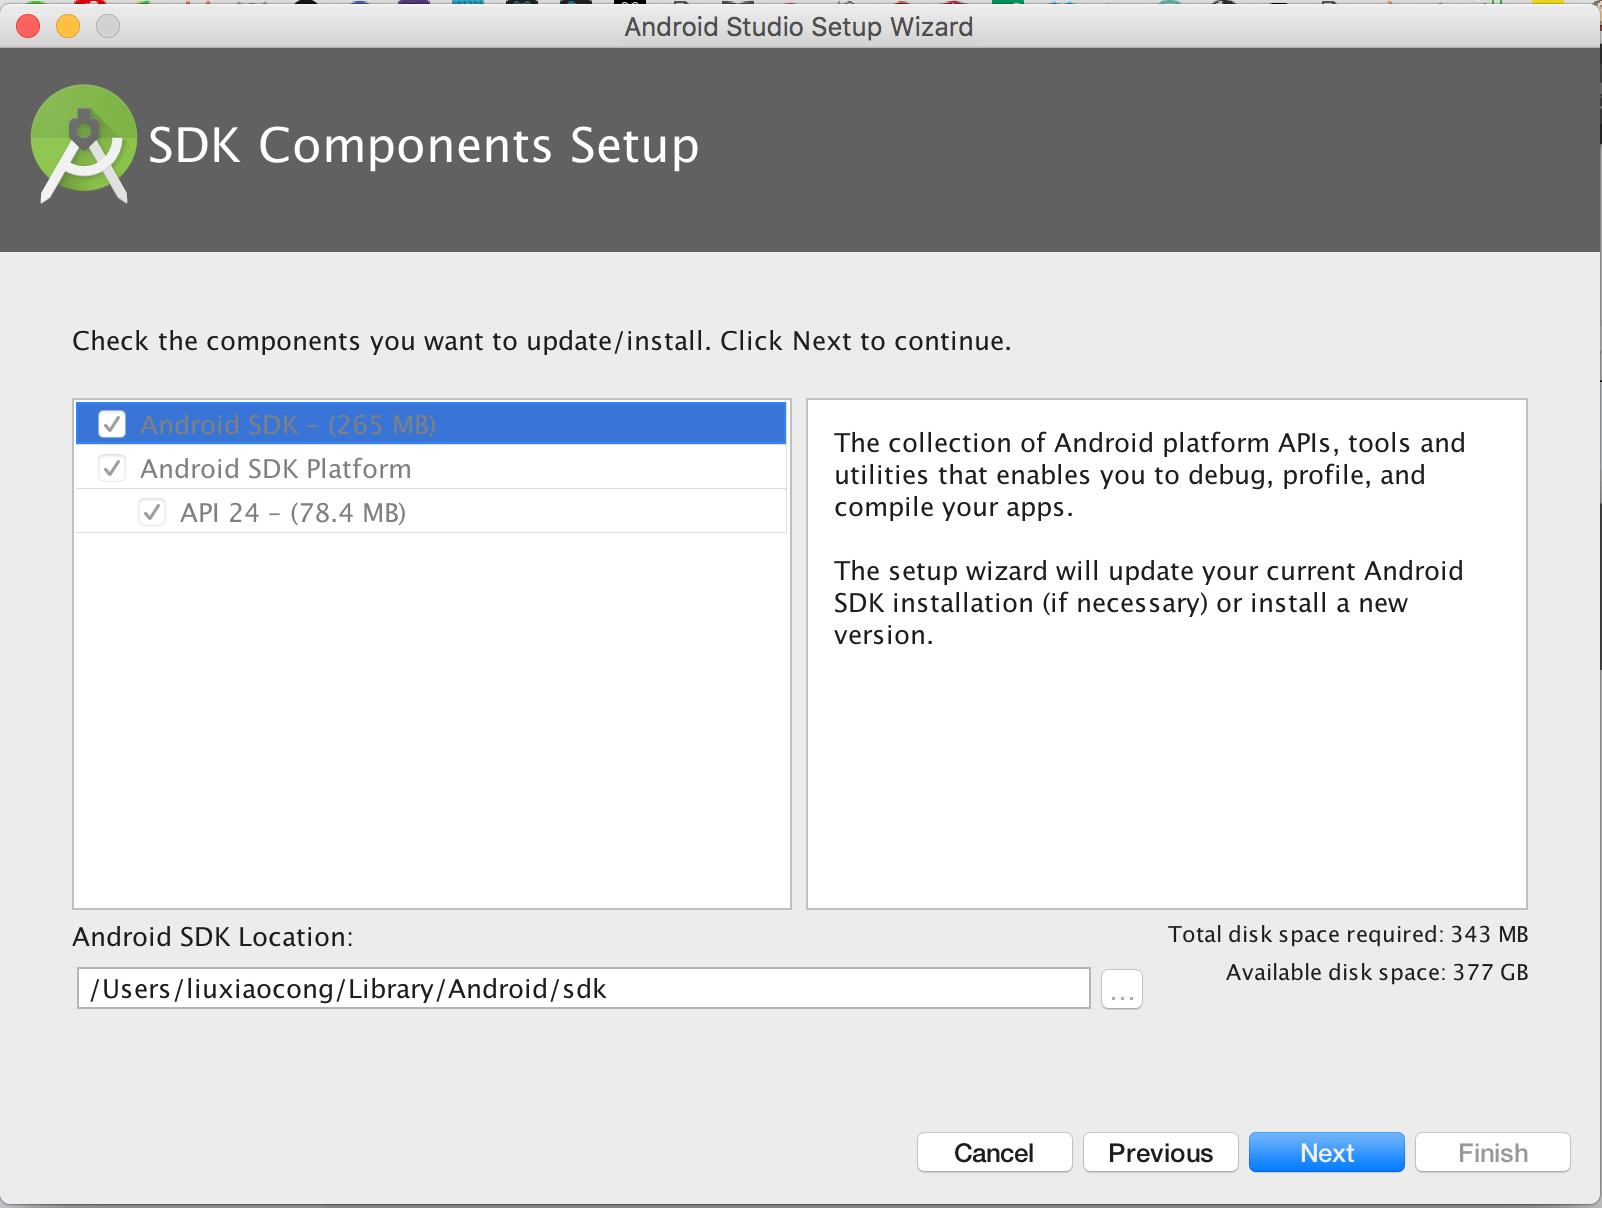 Android Studio Setup Wizard
SDK Components Setup
Check the components you want to update/install. Click Next to continue.
Android SDK – (265 MB)
Android SDK Platform
API 24 – (78.4 MB)
The collection of Android platform APIs, tools and
utilities that enables you to debug, profile, and
compile your apps.
The setup wizard will update your current Android
SDK installation (if necessary) or install a new
version.
Android SDK Location:
Total disk space required: 343 MB
Available disk space: 377 GB
/Users/liuxiaocong/Library/Android/sdk
...
Cancel
Previous
Next
Finish